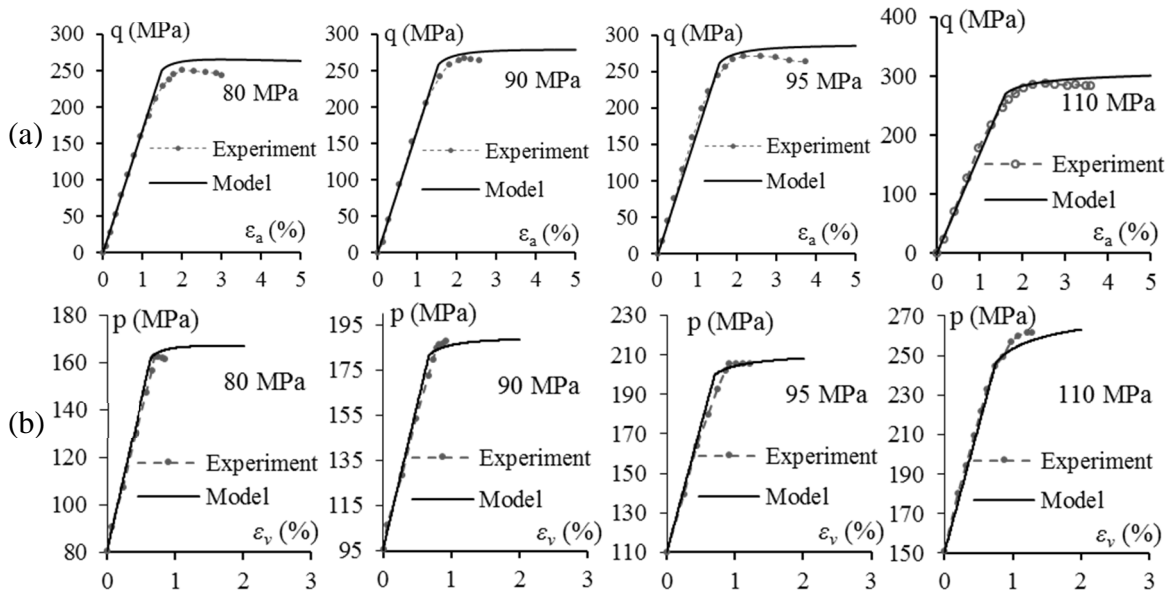 (a)
q (MPa)
300
250
200
150
100
50
0
80 MPa
Experiment
Model
εa (%)
0 1 2 3 4 5
q (MPa)
300
250
200
150
100
50
0
90 MPa
Experiment
Model
εa (%)
0 1 2 3 4 5
q (MPa)
300
250
200
150
100
50
0
95 MPa
Experiment
Model
εa (%)
0 1 2 3 4 5
q (MPa)
400
300
200
100
0
110 MPa
Experiment
Model
εa (%)
0 1 2 3 4 5
(b)
p (MPa)
180
160
140
120
100
80
80 MPa
Experiment
Model
εv (%)
0 1 2 3
p (MPa)
195
175
155
135
115
95
90 MPa
Experiment
Model
εv (%)
0 1 2 3
p (MPa)
230
210
190
170
150
130
110
95 MPa
Experiment
Model
εv (%)
0 1 2 3
p (MPa)
270
250
230
210
190
170
150
110 MPa
Experiment
Model
εv (%)
0 1 2 3